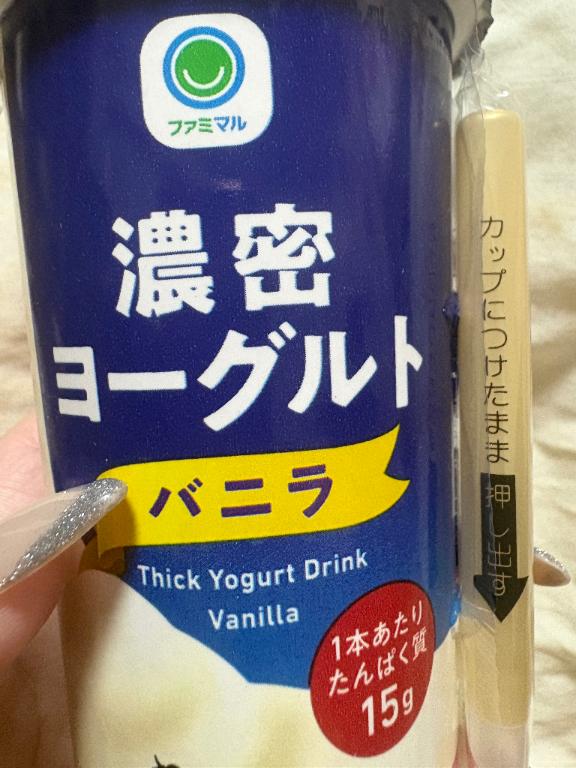 ファミマル
濃密
ヨーグルト
バニラ
Thick Yogurt Drink
Vanilla
1本あたり
たんぱく質
15g
カップにつけたまま押し出す